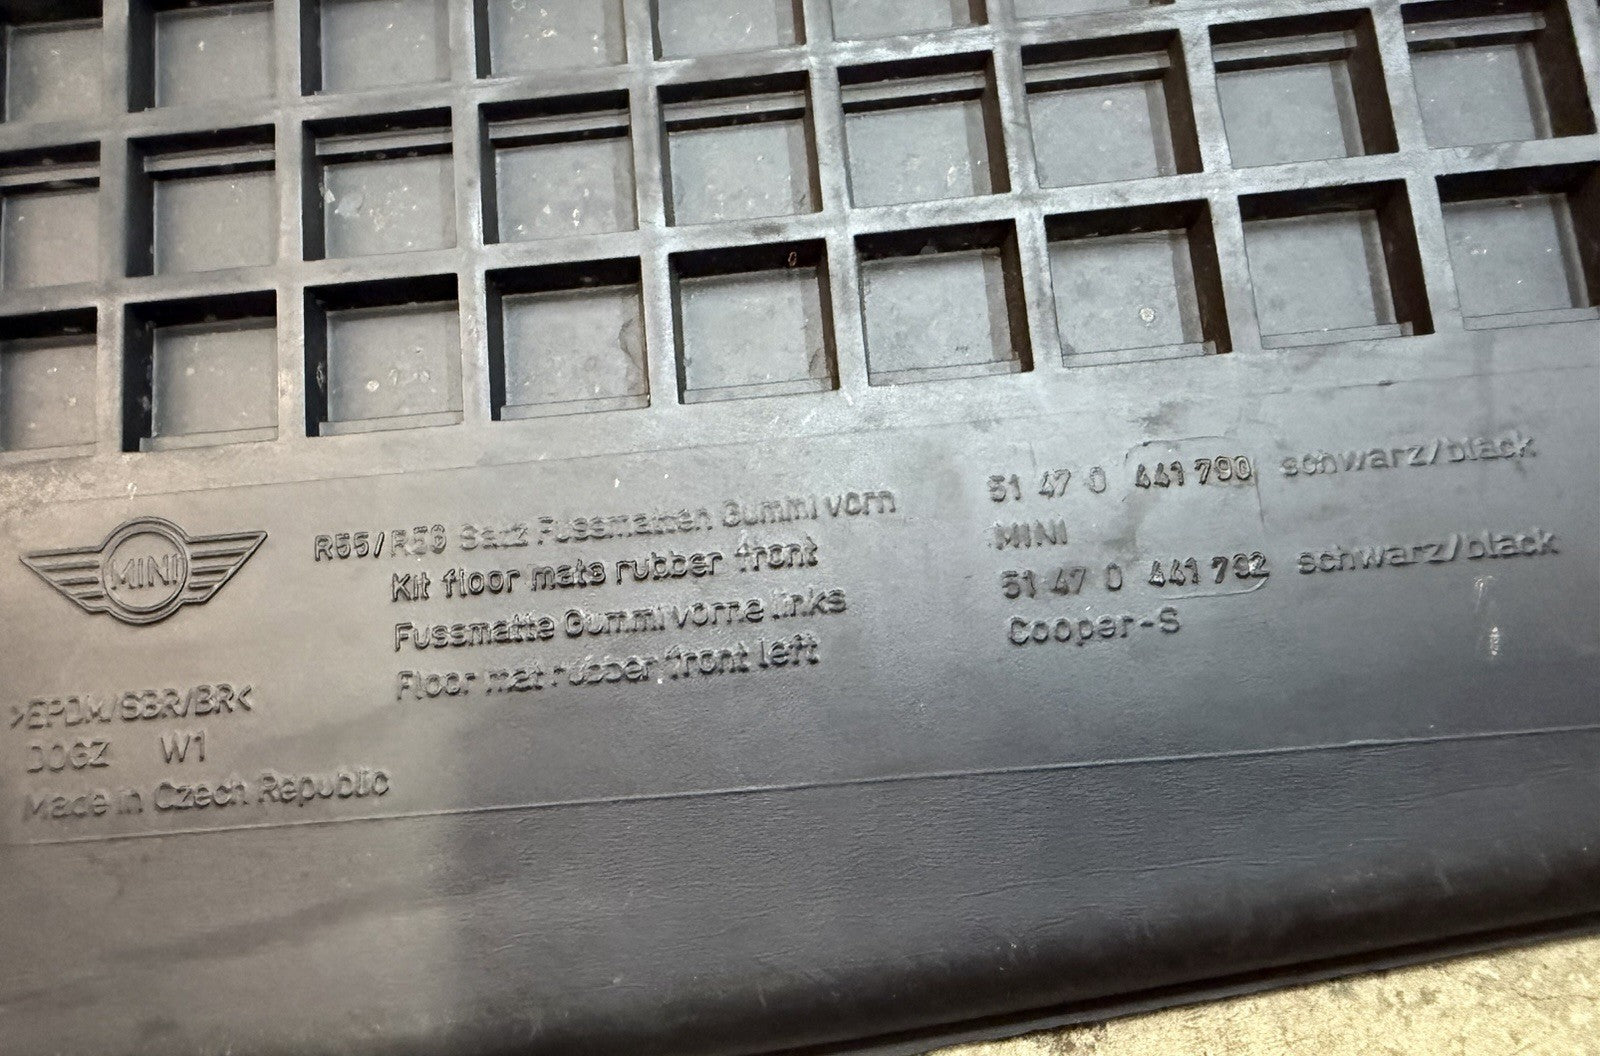 MINI
R55/R56 Satz Fussmatten Gummi vorn
Kit floor mats rubber front
Fussmatte Gummi vorne links
Floor mat rubber front left
51 47 0 441 790 schwarz/black
MINI
51 47 0 441 792 schwarz/black
Cooper-S
>EPDM/SBR/BR<
W1
Made in Czech Republic